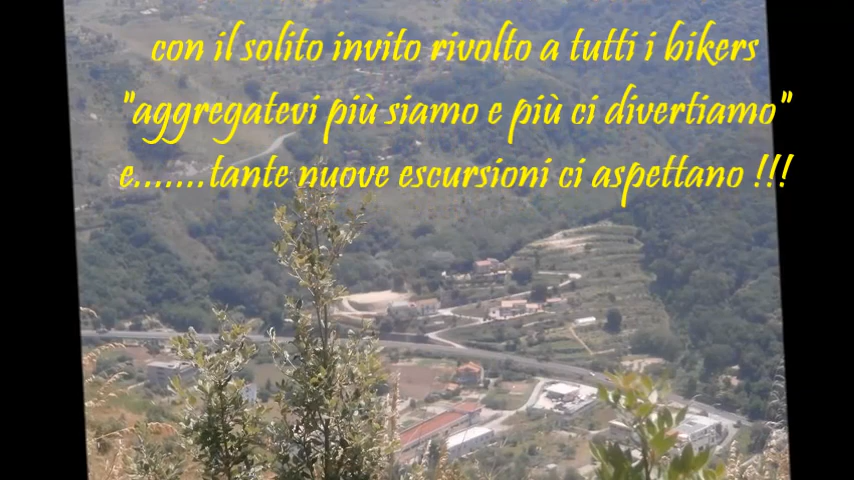 con il solito invito rivolto a tutti i bikers
"aggregatevi più siamo e più ci divertiamo"
e.......tante nuove escursioni ci aspettano !!!